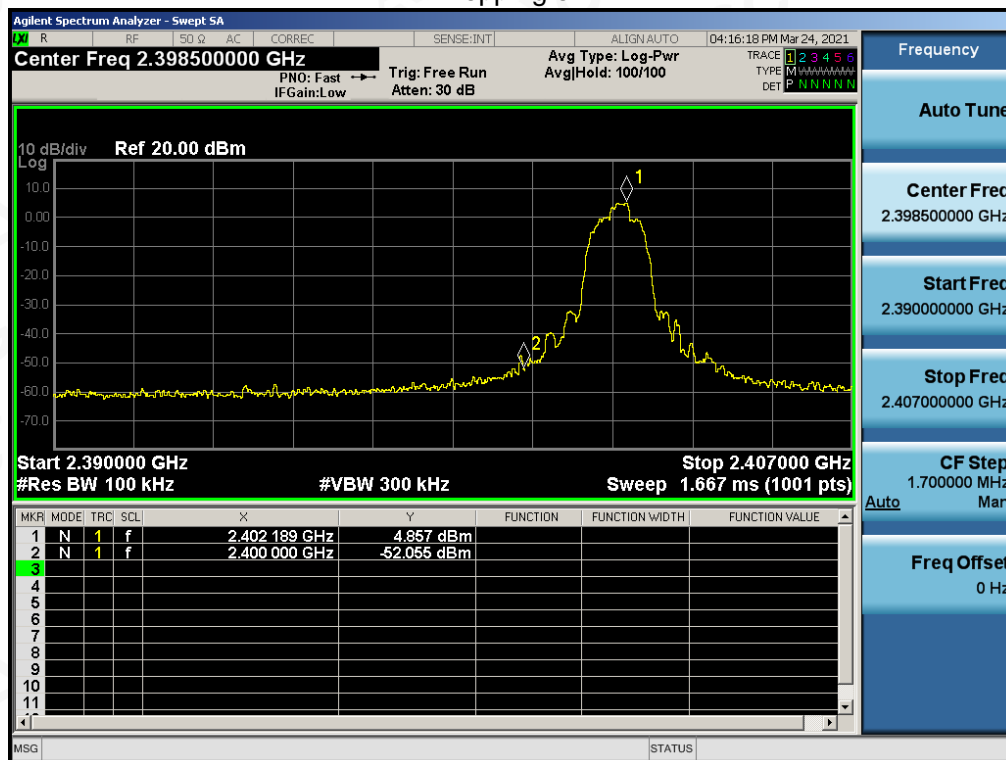 Agilent Spectrum Analyzer - Swept SA
LXI R RF 50 Ω AC CORREC SENSE:INT ALIGN AUTO 04:16:18 PM Mar 24, 2021
Center Freq 2.398500000 GHz
PNO: Fast
IFGain:Low
Trig: Free Run
Atten: 30 dB
Avg Type: Log-Pwr
Avg|Hold: 100/100
TRACE 1 2 3 4 5 6
TYPE M
DET P N N N N N
10 dB/div Ref 20.00 dBm
Log
10.0
0.00
-10.0
-20.0
-30.0
-40.0
-50.0
-60.0
-70.0
1
2
Start 2.390000 GHz Stop 2.407000 GHz
#Res BW 100 kHz #VBW 300 kHz Sweep 1.667 ms (1001 pts)
MKR MODE TRC SCL X Y FUNCTION FUNCTION WIDTH FUNCTION VALUE
1 N 1 f 2.402 189 GHz 4.857 dBm
2 N 1 f 2.400 000 GHz -52.055 dBm
3
4
5
6
7
8
9
10
11
MSG STATUS
Frequency
Auto Tune
Center Freq
2.398500000 GHz
Start Freq
2.390000000 GHz
Stop Freq
2.407000000 GHz
CF Step
1.700000 MHz
Auto Man
Freq Offset
0 Hz